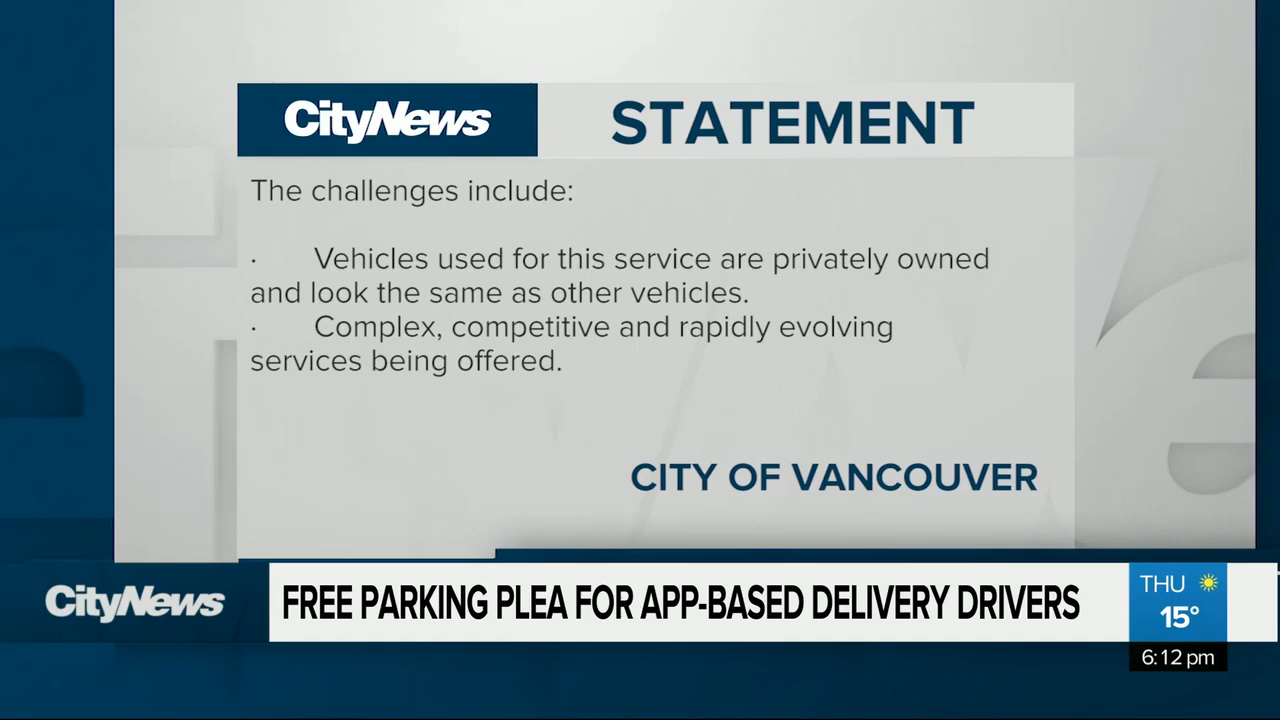 CityNews
STATEMENT
The challenges include:
· Vehicles used for this service are privately owned
and look the same as other vehicles.
· Complex, competitive and rapidly evolving
services being offered.
CITY OF VANCOUVER
CityNews
FREE PARKING PLEA FOR APP-BASED DELIVERY DRIVERS
THU
15°
6:12 pm